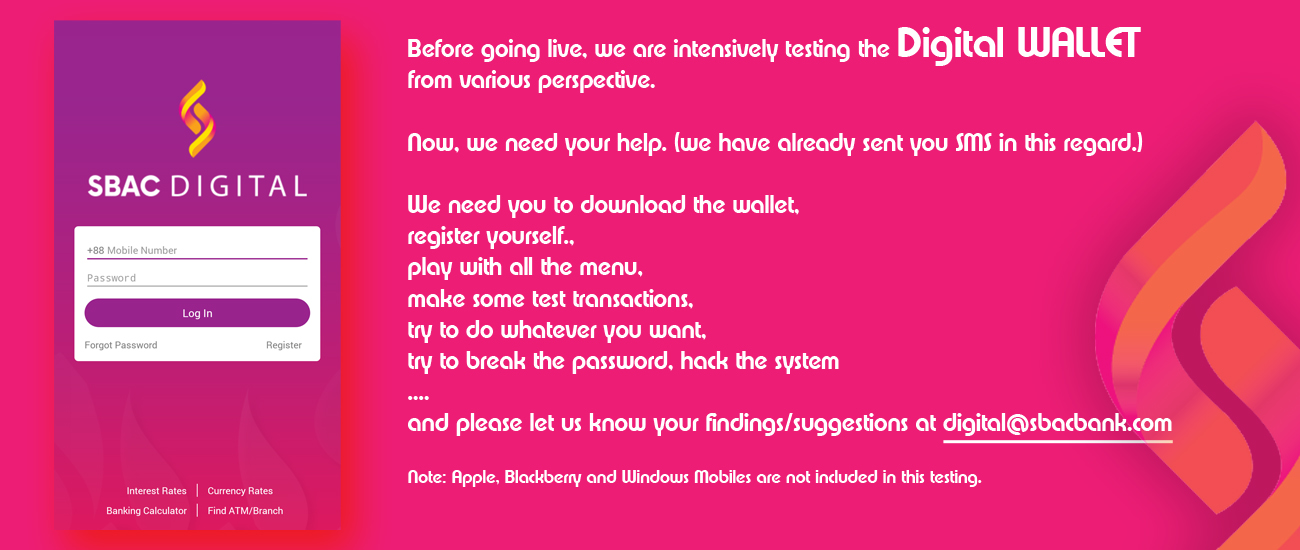 SBAC DIGITAL
+88 Mobile Number
Password
Log In
Forgot Password Register
Interest Rates | Currency Rates
Banking Calculator | Find ATM/Branch
Before going live, we are intensively testing the Digital WALLET
from various perspective.
Now, we need your help. (we have already sent you SMS in this regard.)
We need you to download the wallet,
register yourself.,
play with all the menu,
make some test transactions,
try to do whatever you want,
try to break the password, hack the system
....
and please let us know your findings/suggestions at digital@sbacbank.com
Note: Apple, Blackberry and Windows Mobiles are not included in this testing.